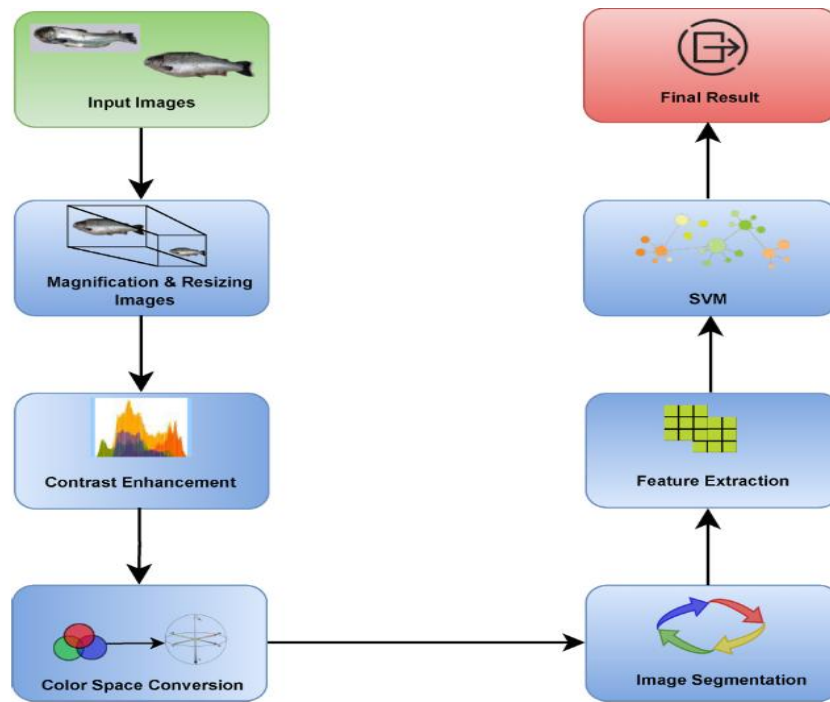 Input Images
Magnification & Resizing
Images
Contrast Enhancement
Color Space Conversion
Image Segmentation
Feature Extraction
SVM
Final Result